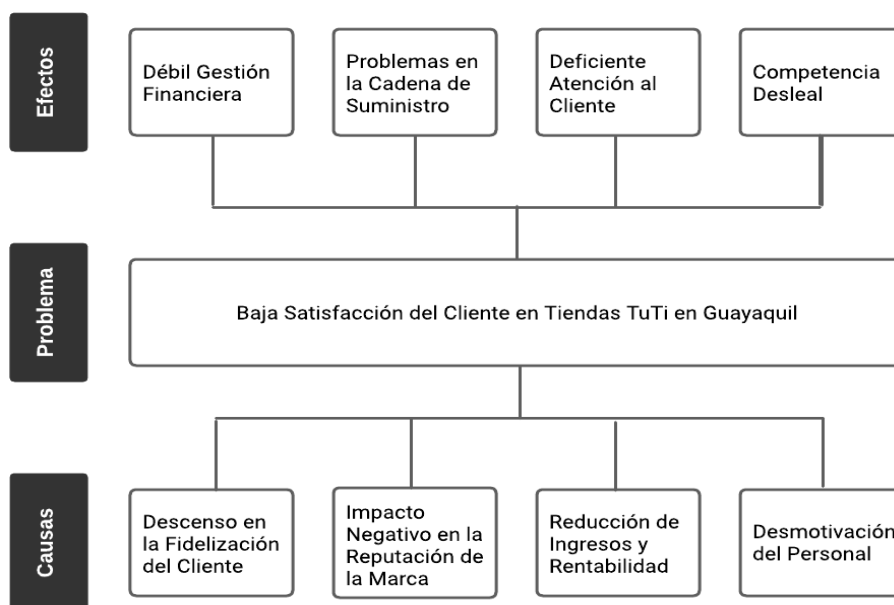 Efectos
Débil Gestión
Financiera
Problemas en
la Cadena de
Suministro
Deficiente
Atención al
Cliente
Competencia
Desleal
Problema
Baja Satisfacción del Cliente en Tiendas TuTi en Guayaquil
Causas
Descenso en
la Fidelización
del Cliente
Impacto
Negativo en la
Reputación de
la Marca
Reducción de
Ingresos y
Rentabilidad
Desmotivación
del Personal